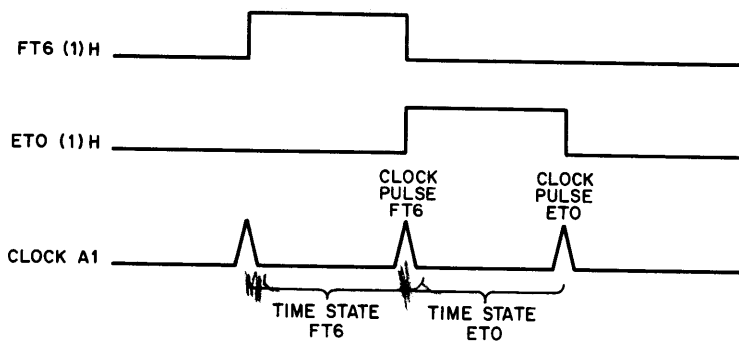 FT6 (1) H
ETO (1) H
CLOCK PULSE FT6
CLOCK PULSE ETO
CLOCK A1
TIME STATE FT6
TIME STATE ETO